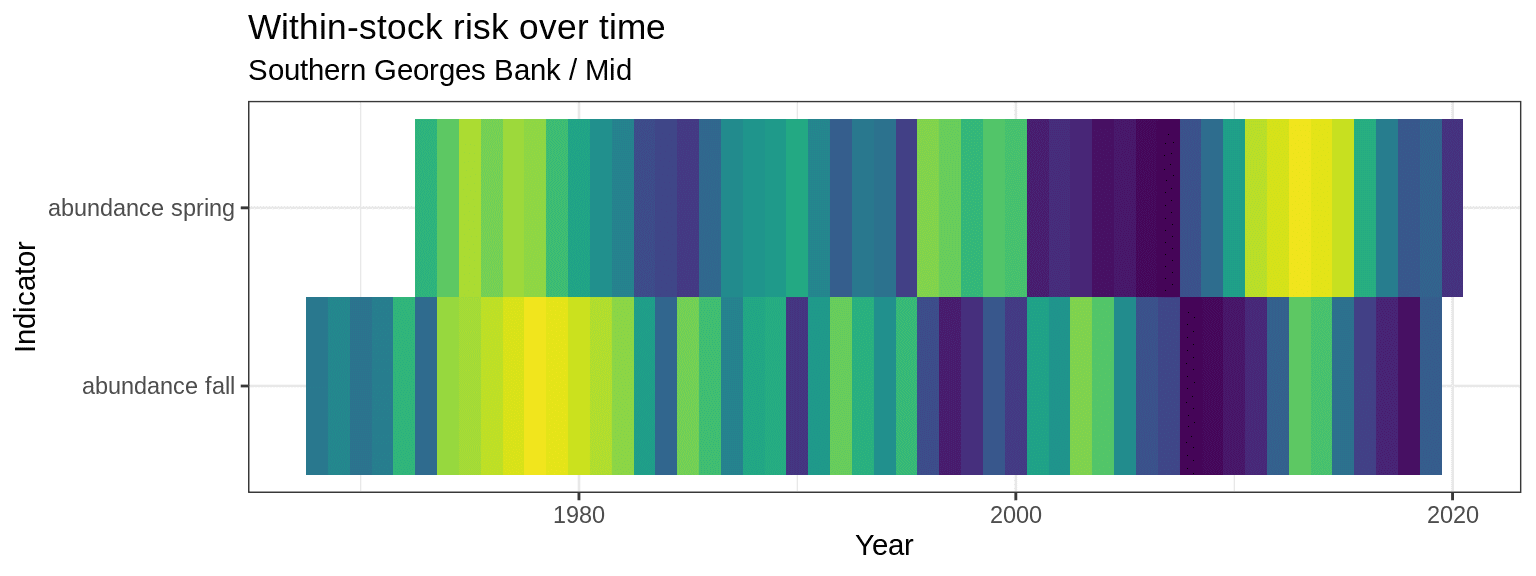 Within-stock risk over time
Southern Georges Bank / Mid
Indicator
abundance spring
abundance fall
1980
2000
2020
Year